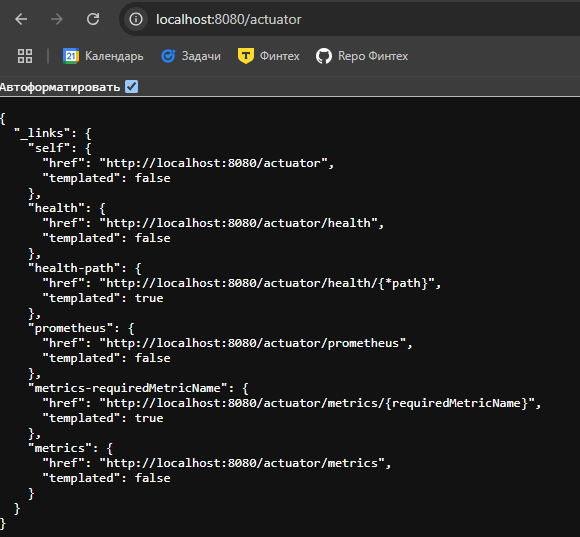 localhost:8080/actuator
21 Календарь Задачи Финтех Repo Финтех
Автоформатировать
{
  "_links": {
    "self": {
      "href": "http://localhost:8080/actuator",
      "templated": false
    },
    "health": {
      "href": "http://localhost:8080/actuator/health",
      "templated": false
    },
    "health-path": {
      "href": "http://localhost:8080/actuator/health/{*path}",
      "templated": true
    },
    "prometheus": {
      "href": "http://localhost:8080/actuator/prometheus",
      "templated": false
    },
    "metrics-requiredMetricName": {
      "href": "http://localhost:8080/actuator/metrics/{requiredMetricName}",
      "templated": true
    },
    "metrics": {
      "href": "http://localhost:8080/actuator/metrics",
      "templated": false
    }
  }
}